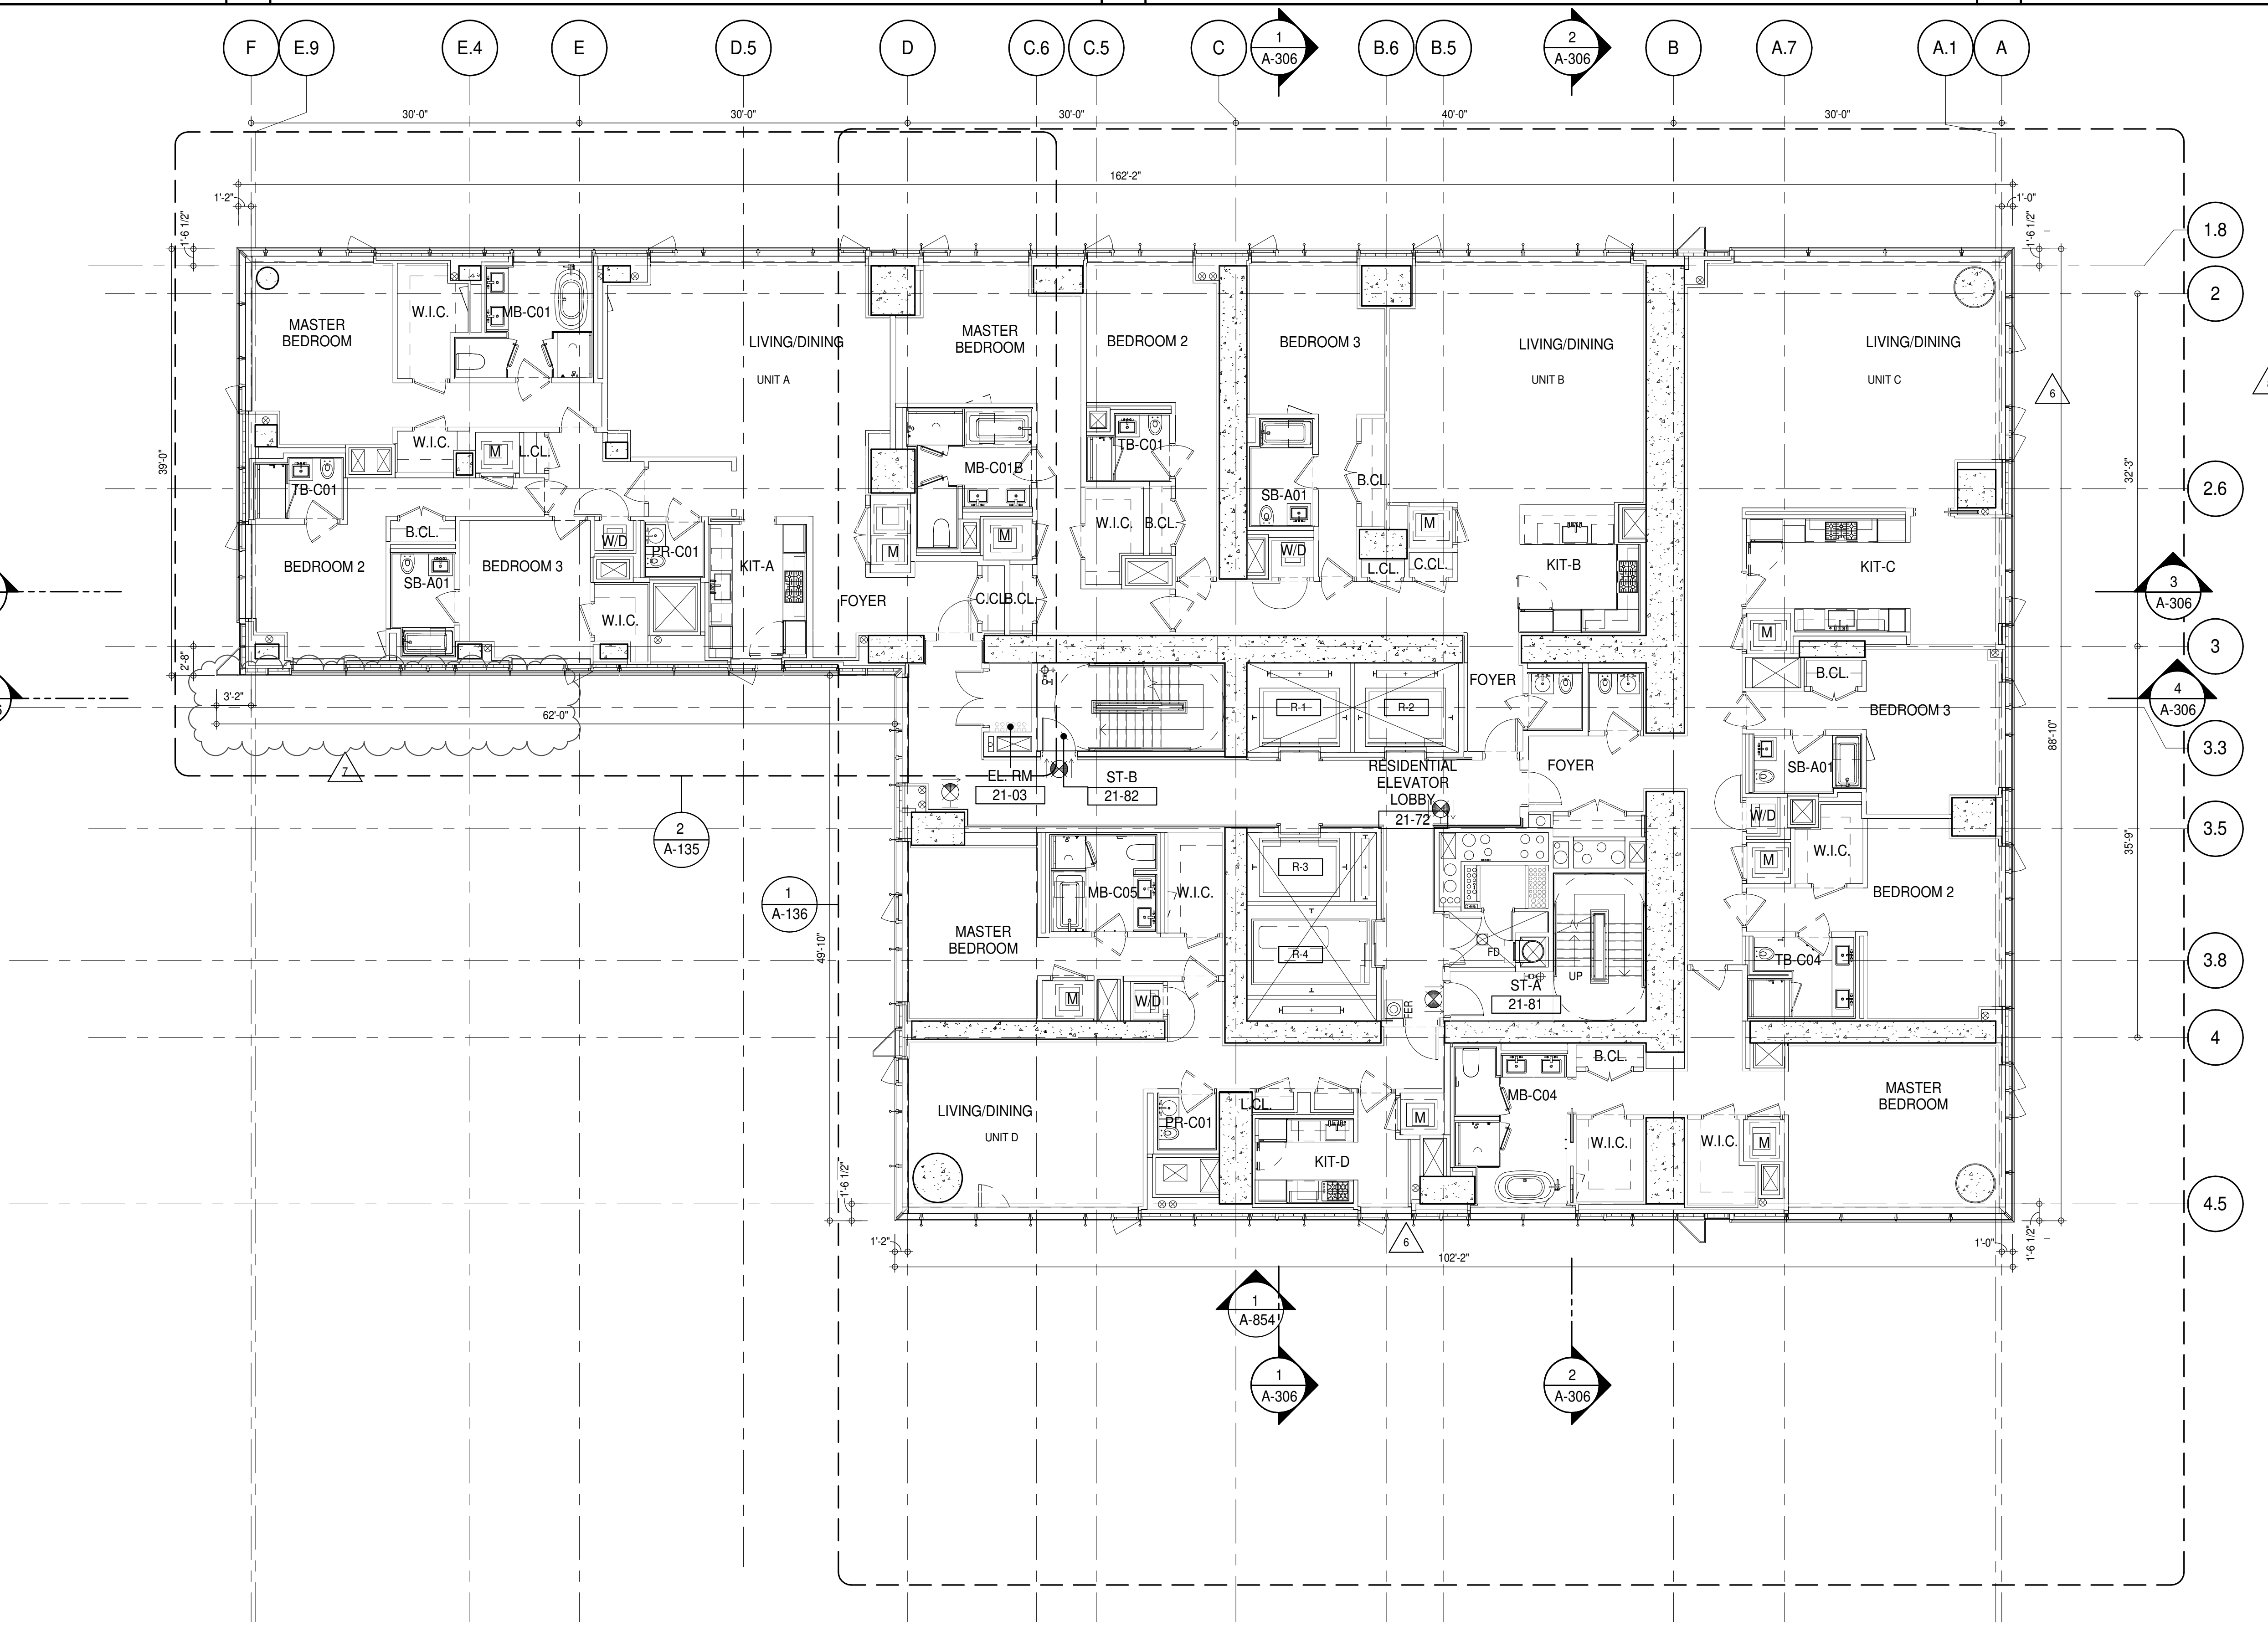 F E.9 E.4 E D.5 D C.6 C.5 C 1 A-306 B.6 B.5 2 A-306 B A.7 A.1 A
30'-0" 30'-0" 30'-0" 40'-0" 30'-0"
162'-2"
1'-2" 1'-0"
1'-6 1/2" 1'-6 1/2" 1.8
2
MASTER
BEDROOM
W.I.C.
MB-C01
LIVING/DINING
UNIT A
MASTER
BEDROOM
BEDROOM 2
BEDROOM 3
LIVING/DINING
UNIT B
LIVING/DINING
UNIT C
6
39'-0"
W.I.C.
M
L.CL.
TB-C01
B.CL.
BEDROOM 2
SB-A01
BEDROOM 3
W/D
W.I.C.
PR-C01
KIT-A
M
FOYER
MB-C01B
M
C.CL.
B.CL.
TB-C01
W.I.C.
B.CL.
SB-A01
W/D
B.CL.
M
L.CL.
C.CL.
KIT-B
KIT-C
M
32'-3"
2.6
3
A-306
3
2'-8"
3'-2"
62'-0"
7
R-1
R-2
FOYER
B.CL.
BEDROOM 3
4
A-306
88'-10"
3.3
EL. RM
21-03
ST-B
21-82
RESIDENTIAL
ELEVATOR
LOBBY
21-72
FOYER
SB-A01
W/D
3.5
35'-9"
2
A-135
1
A-136
49'-10"
MASTER
BEDROOM
MB-C05
W.I.C.
M
W/D
R-3
R-4
FER
FD
UP
ST-A
21-81
M
W.I.C.
BEDROOM 2
TB-C04
3.8
4
LIVING/DINING
UNIT D
PR-C01
L.CL.
KIT-D
M
MB-C04
B.CL.
W.I.C.
W.I.C.
M
MASTER
BEDROOM
4.5
1'-6 1/2"
1'-2"
6
102'-2"
1'-0"
1'-6 1/2"
1
A-854
1
A-306
2
A-306